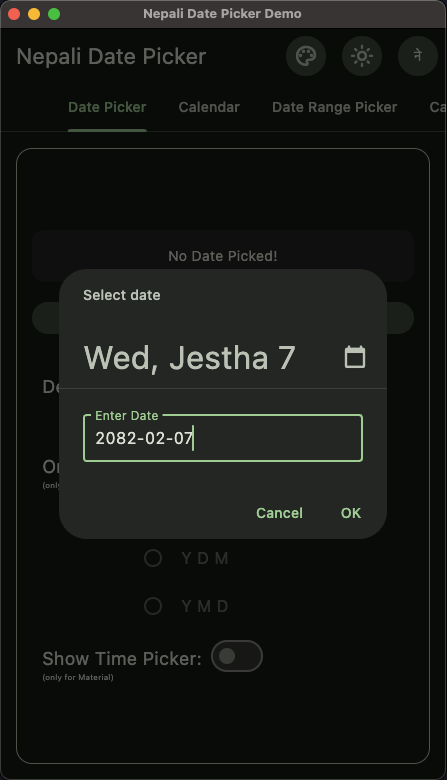 Nepali Date Picker Demo
Nepali Date Picker
ने
Date Picker Calendar Date Range Picker Ca
No Date Picked!
Select date
Wed, Jestha 7
De
Enter Date
2082-02-07
Or
(only
Cancel OK
Y D M
Y M D
Show Time Picker:
(only for Material)